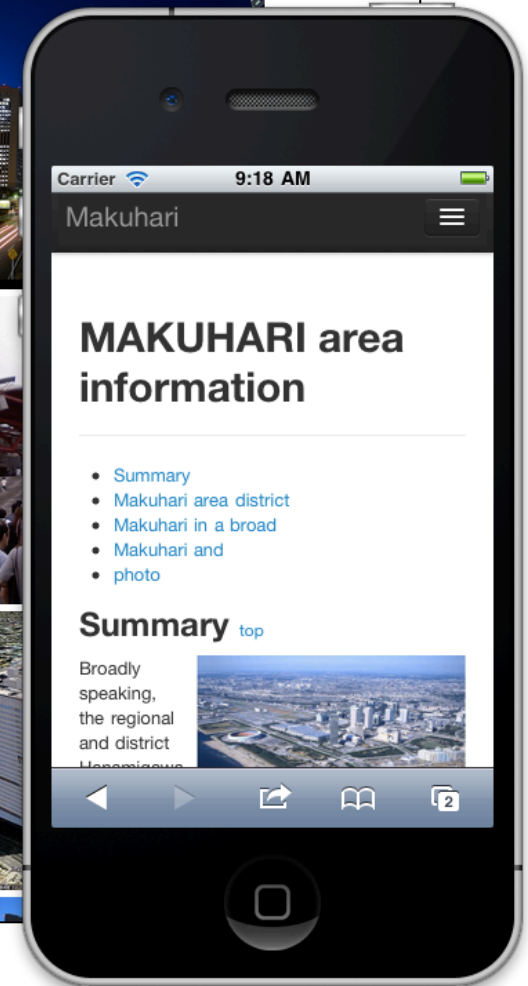 Carrier 9:18 AM
Makuhari
MAKUHARI area
information
Summary
Makuhari area district
Makuhari in a broad
Makuhari and
photo
Summary top
Broadly
speaking,
the regional
and district
Hanamigawa
2